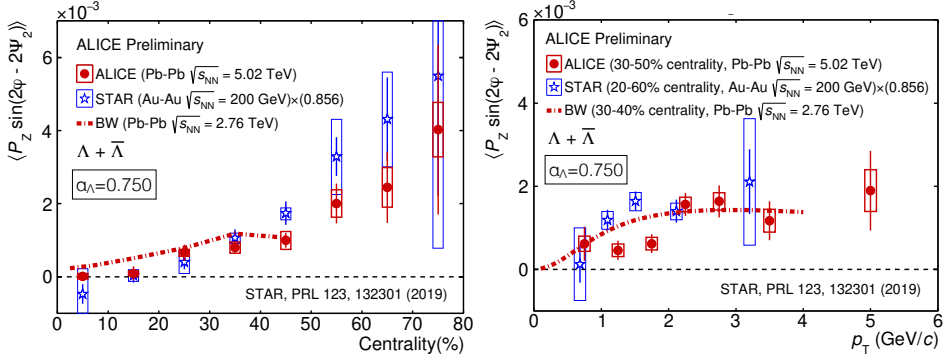 ×10⁻³
⟨P_Z sin(2φ - 2Ψ₂)⟩
6
4
2
0
ALICE Preliminary
ALICE (Pb-Pb √s_NN = 5.02 TeV)
STAR (Au-Au √s_NN = 200 GeV)×(0.856)
BW (Pb-Pb √s_NN = 2.76 TeV)
Λ + Λ̅
α_Λ=0.750
STAR, PRL 123, 132301 (2019)
0 10 20 30 40 50 60 70 80
Centrality(%)
×10⁻³
⟨P_Z sin(2φ - 2Ψ₂)⟩
6
4
2
0
ALICE Preliminary
ALICE (30-50% centrality, Pb-Pb √s_NN = 5.02 TeV)
STAR (20-60% centrality, Au-Au √s_NN = 200 GeV)×(0.856)
BW (30-40% centrality, Pb-Pb √s_NN = 2.76 TeV)
Λ + Λ̅
α_Λ=0.750
STAR, PRL 123, 132301 (2019)
0 1 2 3 4 5 6
p_T (GeV/c)